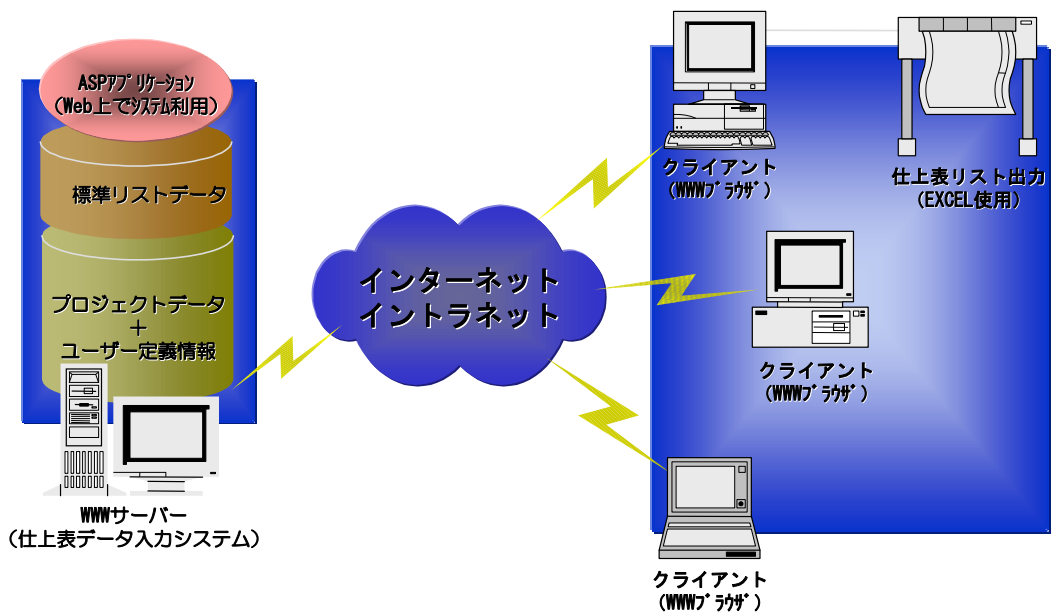 ASPｱﾌﾟﾘｹｰｼｮﾝ
（Web上でｼｽﾃﾑ利用）
標準リストデータ
プロジェクトデータ
＋
ユーザー定義情報
WWWサーバー
（仕上表データ入力システム）
インターネット
イントラネット
クライアント
（WWWﾌﾞﾗｳｻﾞ）
仕上表リスト出力
（EXCEL使用）
クライアント
（WWWﾌﾞﾗｳｻﾞ）
クライアント
（WWWﾌﾞﾗｳｻﾞ）